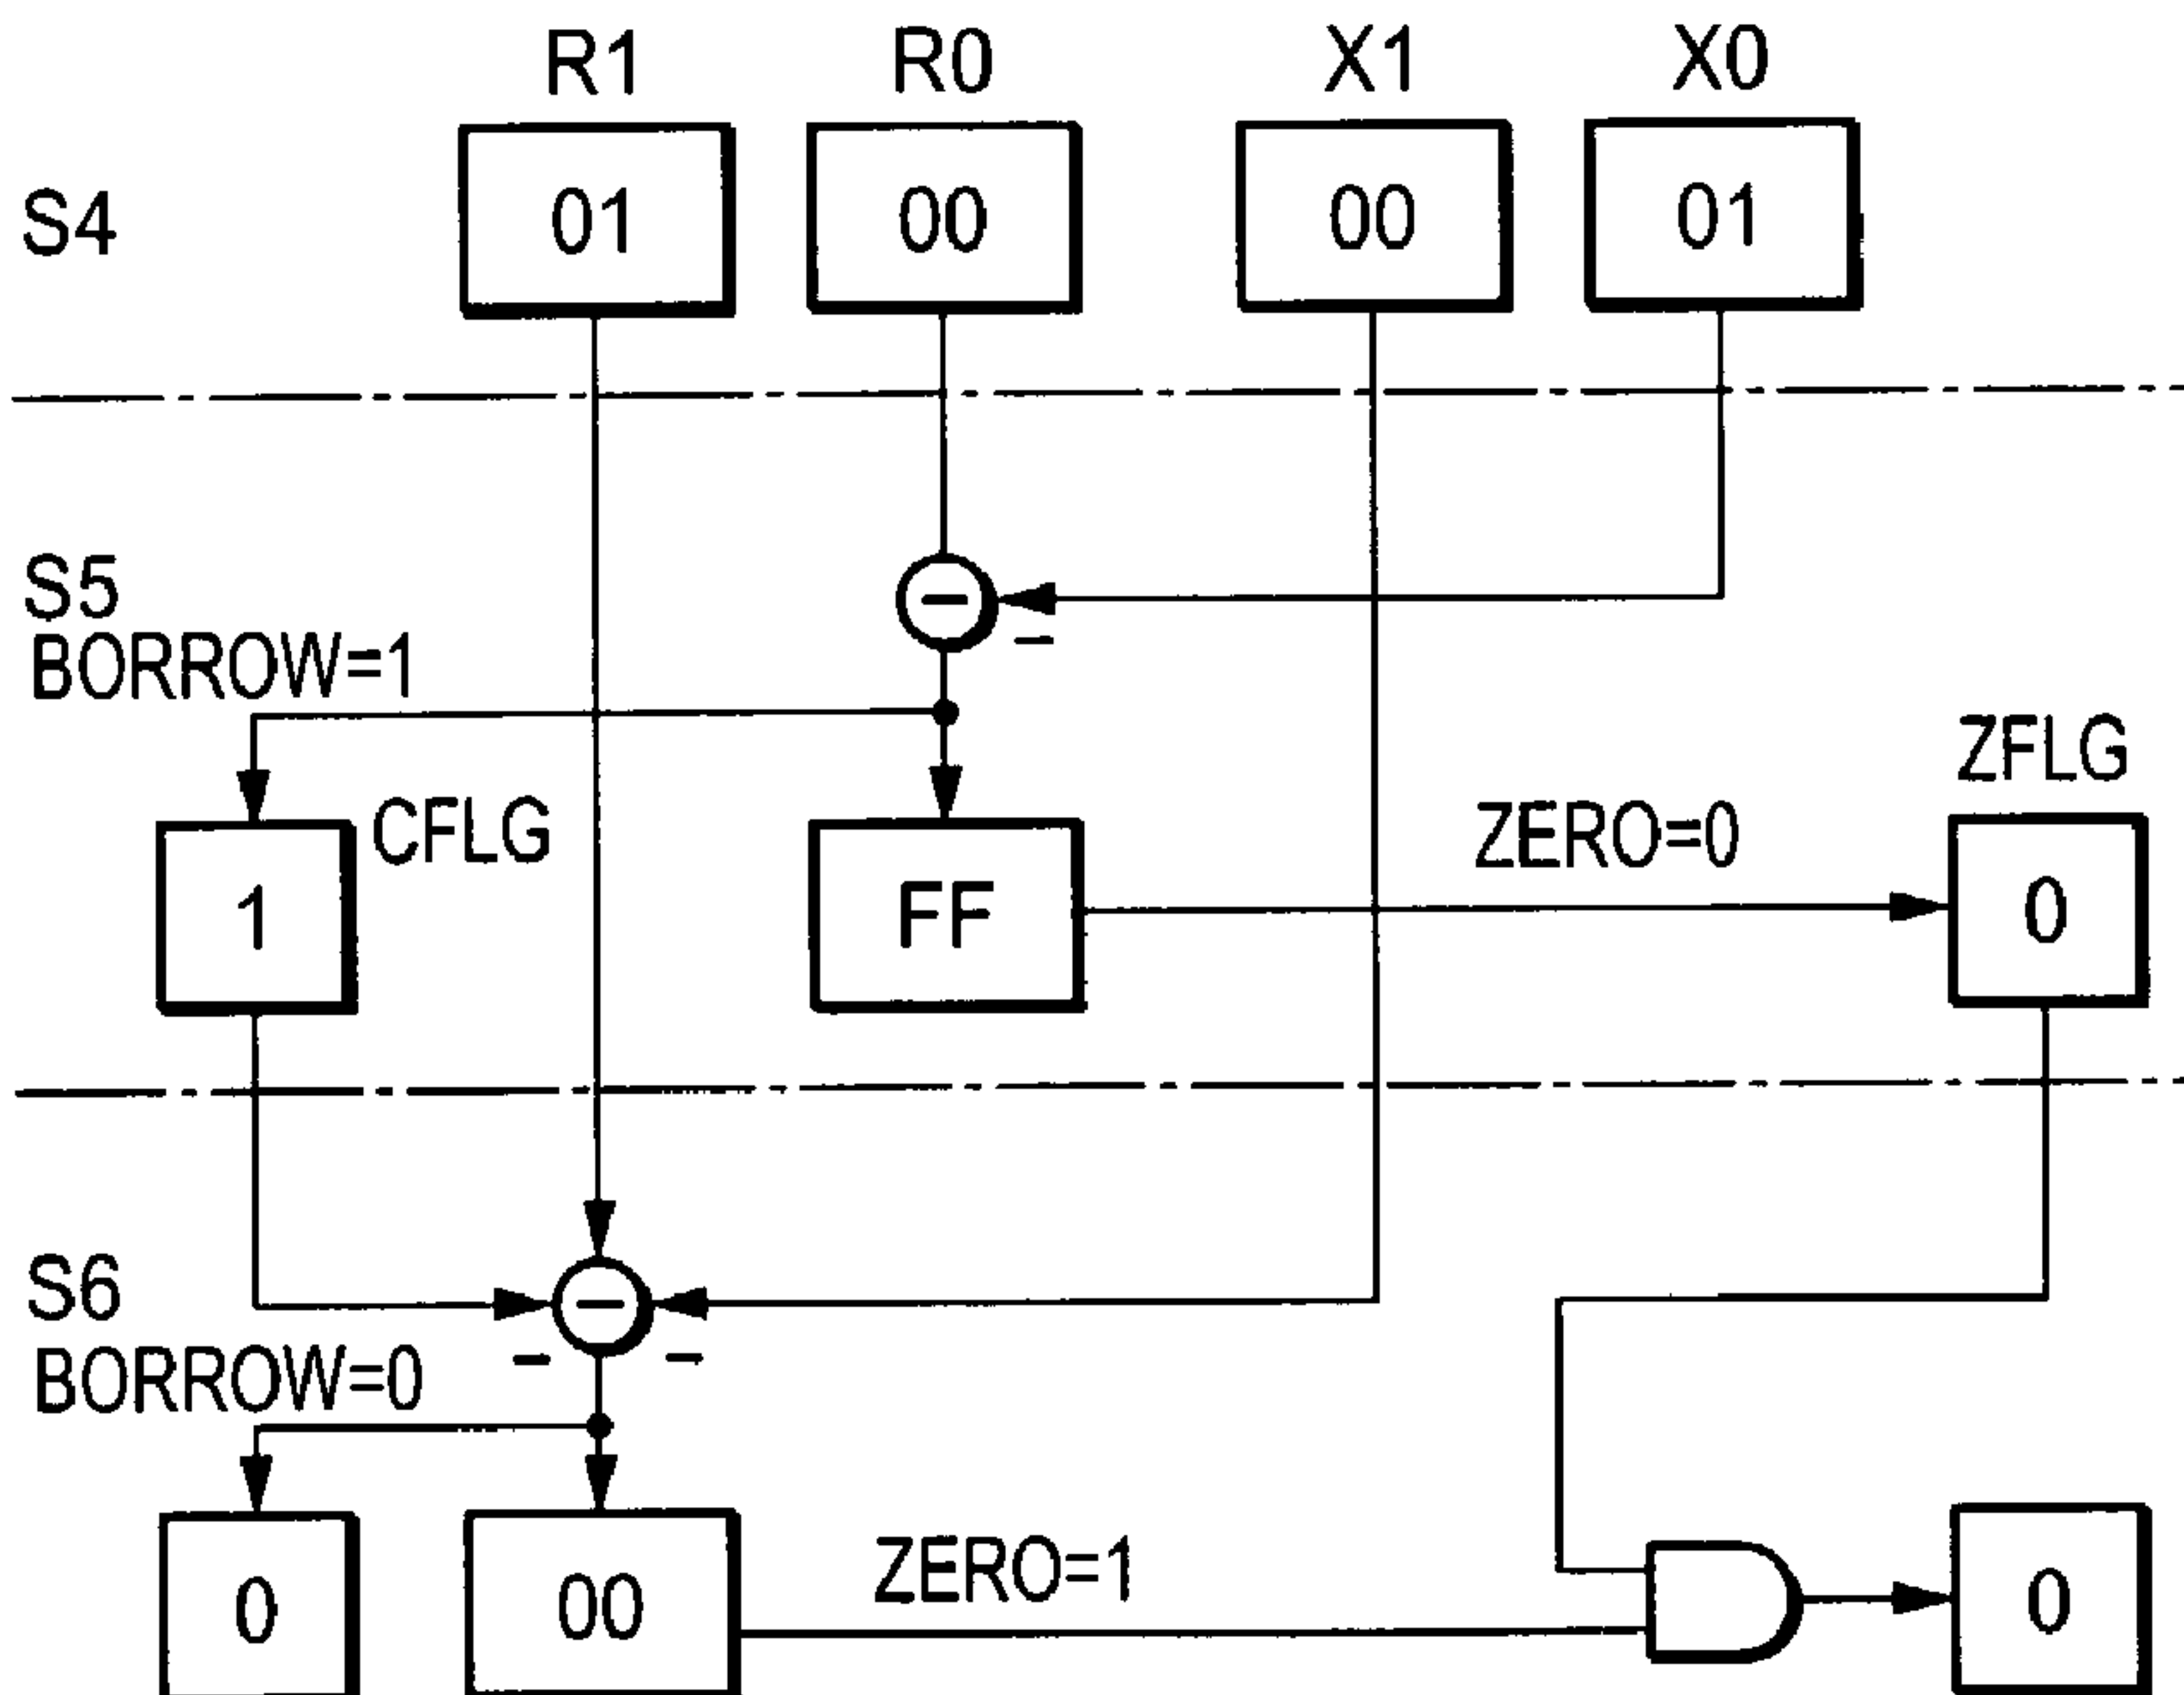 R1 R0 X1 X0
S4 01 00 00 01
S5
BORROW=1
−
−
ZFLG
CFLG ZERO=0
1 FF 0
S6
−
BORROW=0 − −
ZERO=1
0 00 0